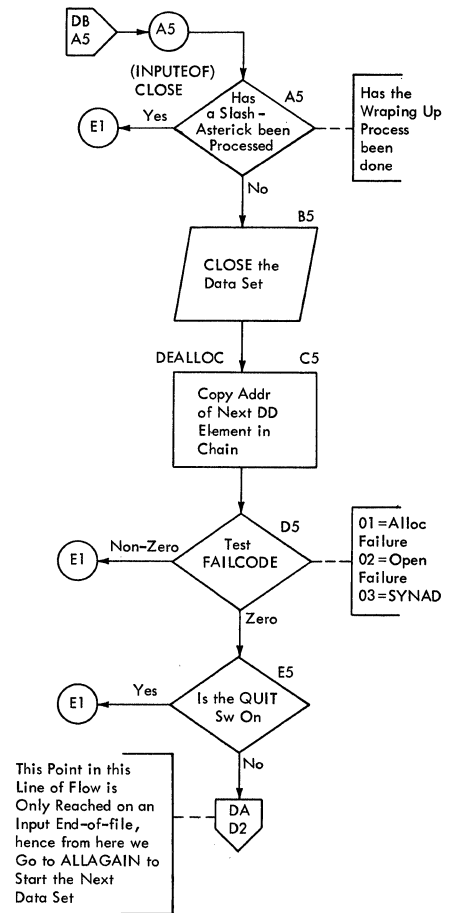 DB
A5
A5
(INPUTEOF)
CLOSE
A5
Has
a Slash -
Asterick been
Processed
Yes
E1
Has the
Wraping Up
Process
been
done
No
B5
CLOSE the
Data Set
DEALLOC
C5
Copy Addr
of Next DD
Element in
Chain
D5
Test
FAILCODE
Non-Zero
E1
01=Alloc
Failure
02=Open
Failure
03=SYNAD
Zero
E5
Is the QUIT
Sw On
Yes
E1
No
This Point in this
Line of Flow is
Only Reached on an
Input End-of-file,
hence from here we
Go to ALLAGAIN to
Start the Next
Data Set
DA
D2